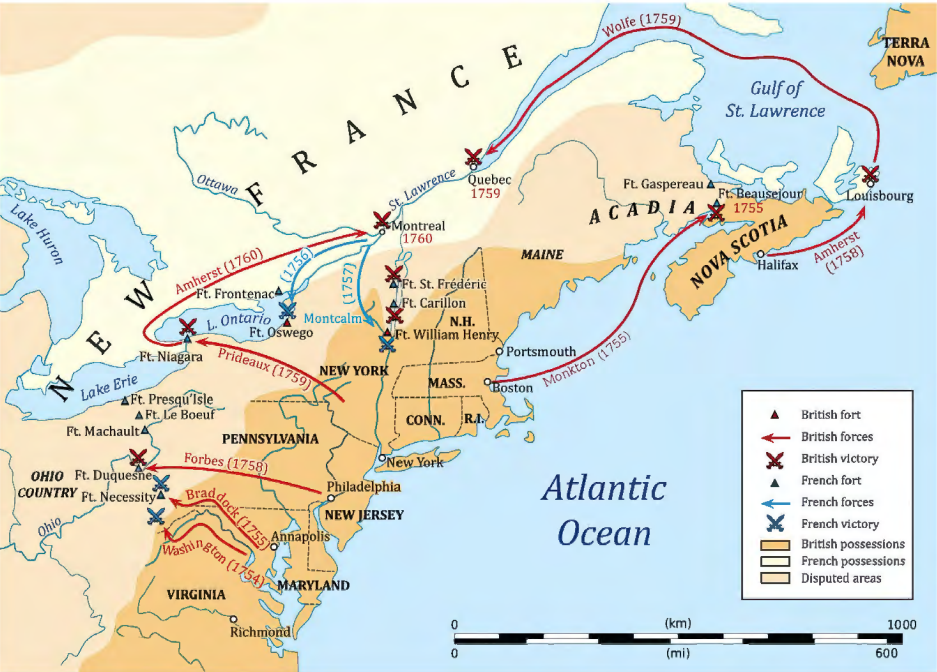 Wolfe (1759)
TERRA
NOVA
Gulf of
St. Lawrence
NEW FRANCE
Ottawa
St. Lawrence
Quebec
1759
Ft. Gaspereau
Ft. Beausejour
1755
Louisbourg
ACADIA
NOVA SCOTIA
Halifax
Amherst
(1758)
Lake Huron
Montreal
1760
MAINE
Amherst (1760)
(1756)
(1757)
Ft. Frontenac
Ft. St. Frédéric
Ft. Carillon
L. Ontario
Ft. Oswego
Montcalm
N.H.
Ft. William Henry
Ft. Niagara
Prideaux (1759)
Portsmouth
Monkton (1755)
NEW YORK
Lake Erie
MASS.
Boston
Ft. Presqu'Isle
Ft. Le Boeuf
CONN.
R.I.
Ft. Machault
PENNSYLVANIA
Forbes (1758)
New York
OHIO
COUNTRY
Ft. Duquesne
Ft. Necessity
Braddock (1755)
Philadelphia
NEW JERSEY
Ohio
Washington (1754)
Annapolis
MARYLAND
VIRGINIA
Richmond
Atlantic
Ocean
British fort
British forces
British victory
French fort
French forces
French victory
British possessions
French possessions
Disputed areas
0 (km) 1000
0 (mi) 600